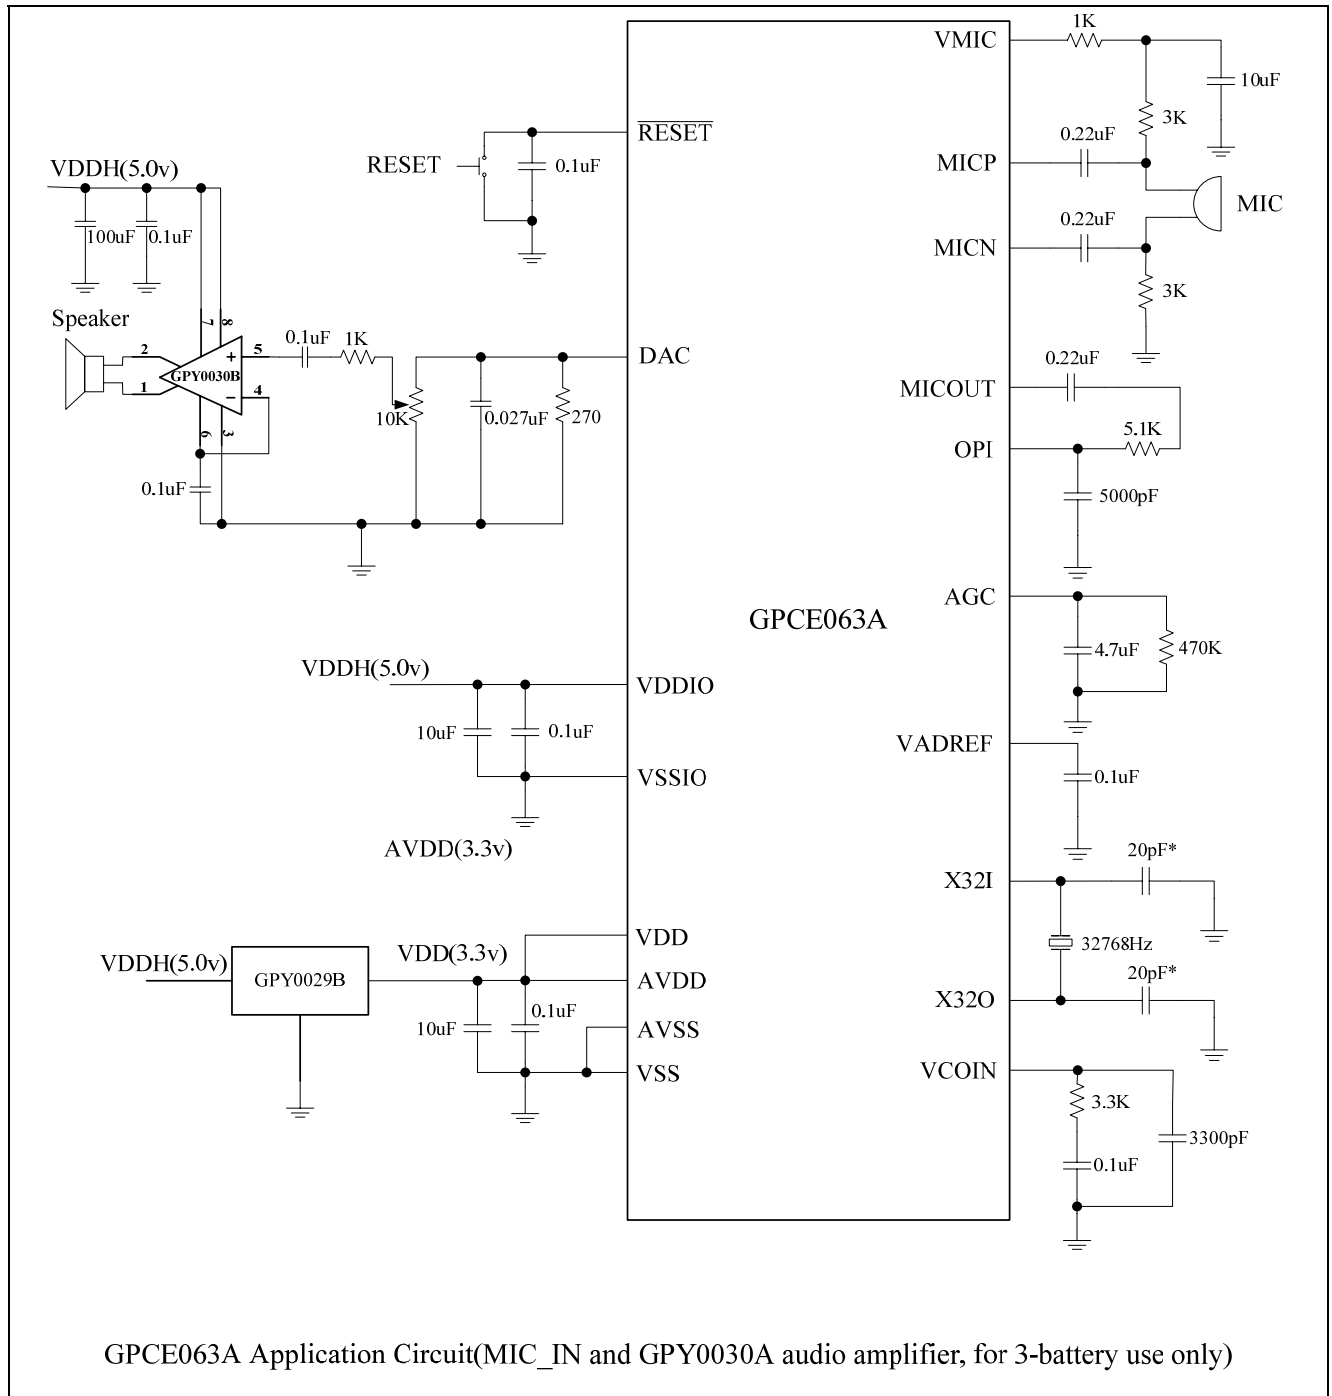 VMIC
1K
10uF
3K
RESET
RESET
0.1uF
0.22uF
MICP
MIC
0.22uF
MICN
3K
VDDH(5.0v)
100uF
0.1uF
Speaker
7
8
2
1
GPY0030B
+
5
−
4
6
3
0.1uF
0.1uF
1K
10K
0.027uF
270
DAC
0.22uF
MICOUT
5.1K
OPI
5000pF
GPCE063A
AGC
4.7uF
470K
VDDH(5.0v)
VDDIO
10uF
0.1uF
VSSIO
VADREF
0.1uF
AVDD(3.3v)
20pF*
X32I
32768Hz
20pF*
X32O
VDDH(5.0v)
GPY0029B
VDD(3.3v)
VDD
AVDD
10uF
0.1uF
AVSS
VSS
VCOIN
3.3K
0.1uF
3300pF
GPCE063A Application Circuit(MIC_IN and GPY0030A audio amplifier, for 3-battery use only)